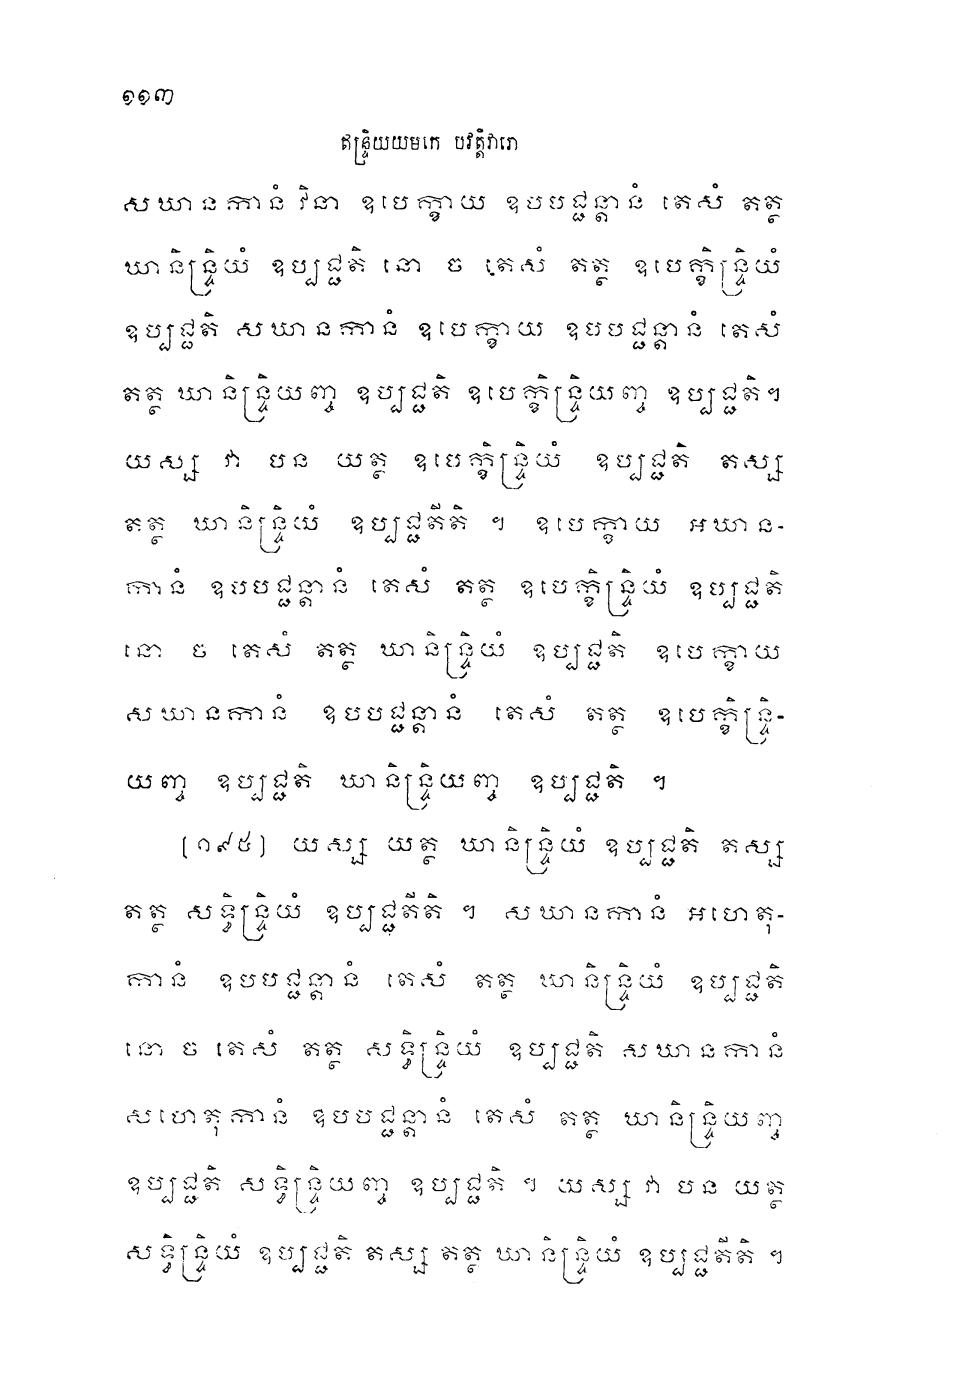 ១១៣
ឥន្ទ្រិយយមកេ បវត្តិវារោ
សឃានកានំ វិនា ឧបេក្ខាយ ឧបបជ្ជន្តានំ តេសំ តត្ថ
ឃានិន្ទ្រិយំ ឧប្បជ្ជតិ នោ ច តេសំ តត្ថ ឧបេក្ខិន្ទ្រិយំ
ឧប្បជ្ជតិ សឃានកានំ ឧបេក្ខាយ ឧបបជ្ជន្តានំ តេសំ
តត្ថ ឃានិន្ទ្រិយញ្ច ឧប្បជ្ជតិ ឧបេក្ខិន្ទ្រិយញ្ច ឧប្បជ្ជតិ។
យស្ស វា បន យត្ថ ឧបេក្ខិន្ទ្រិយំ ឧប្បជ្ជតិ តស្ស
តត្ថ ឃានិន្ទ្រិយំ ឧប្បជ្ជតីតិ ។ ឧបេក្ខាយ អឃាន-
កានំ ឧបបជ្ជន្តានំ តេសំ តត្ថ ឧបេក្ខិន្ទ្រិយំ ឧប្បជ្ជតិ
នោ ច តេសំ តត្ថ ឃានិន្ទ្រិយំ ឧប្បជ្ជតិ ឧបេក្ខាយ
សឃានកានំ ឧបបជ្ជន្តានំ តេសំ តត្ថ ឧបេក្ខិន្ទ្រិ-
យញ្ច ឧប្បជ្ជតិ ឃានិន្ទ្រិយញ្ច ឧប្បជ្ជតិ ។
[១៩៥] យស្ស យត្ថ ឃានិន្ទ្រិយំ ឧប្បជ្ជតិ តស្ស
តត្ថ សទ្ធិន្ទ្រិយំ ឧប្បជ្ជតីតិ ។ សឃានកានំ អហេតុ-
កានំ ឧបបជ្ជន្តានំ តេសំ តត្ថ ឃានិន្ទ្រិយំ ឧប្បជ្ជតិ
នោ ច តេសំ តត្ថ សទ្ធិន្ទ្រិយំ ឧប្បជ្ជតិ សឃានកានំ
សហេតុកានំ ឧបបជ្ជន្តានំ តេសំ តត្ថ ឃានិន្ទ្រិយញ្ច
ឧប្បជ្ជតិ សទ្ធិន្ទ្រិយញ្ច ឧប្បជ្ជតិ ។ យស្ស វា បន យត្ថ
សទ្ធិន្ទ្រិយំ ឧប្បជ្ជតិ តស្ស តត្ថ ឃានិន្ទ្រិយំ ឧប្បជ្ជតីតិ ។